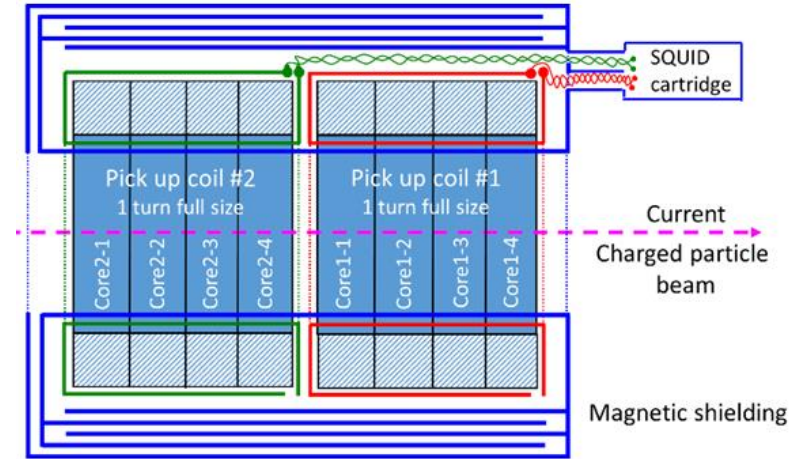 SQUID
cartridge
Pick up coil #2
1 turn full size
Pick up coil #1
1 turn full size
Core2-1
Core2-2
Core2-3
Core2-4
Core1-1
Core1-2
Core1-3
Core1-4
Current
Charged particle
beam
Magnetic shielding